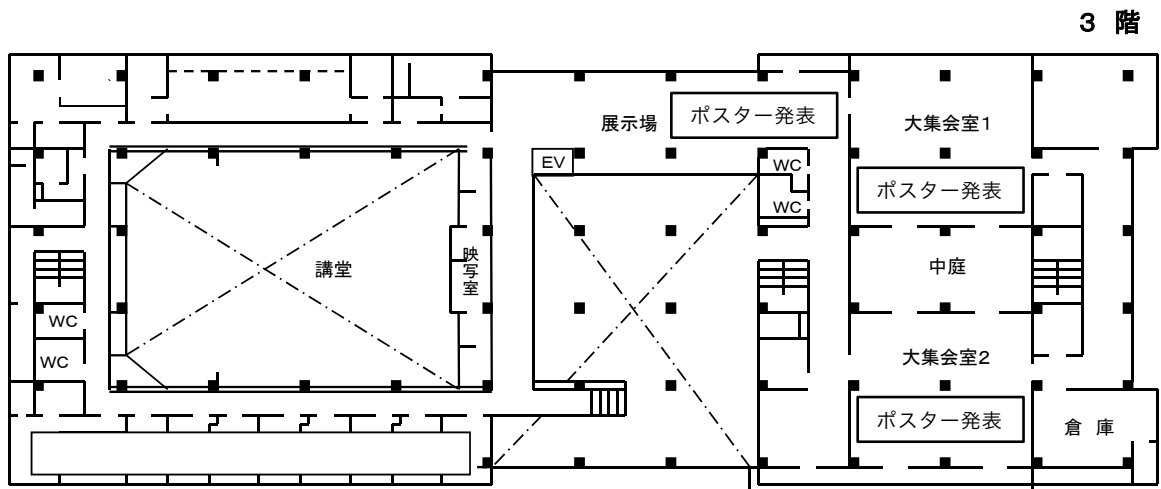 3 階
展示場
ポスター発表
大集会室1
EV
WC
ポスター発表
WC
講堂
映写室
中庭
WC
WC
大集会室2
ポスター発表
倉 庫